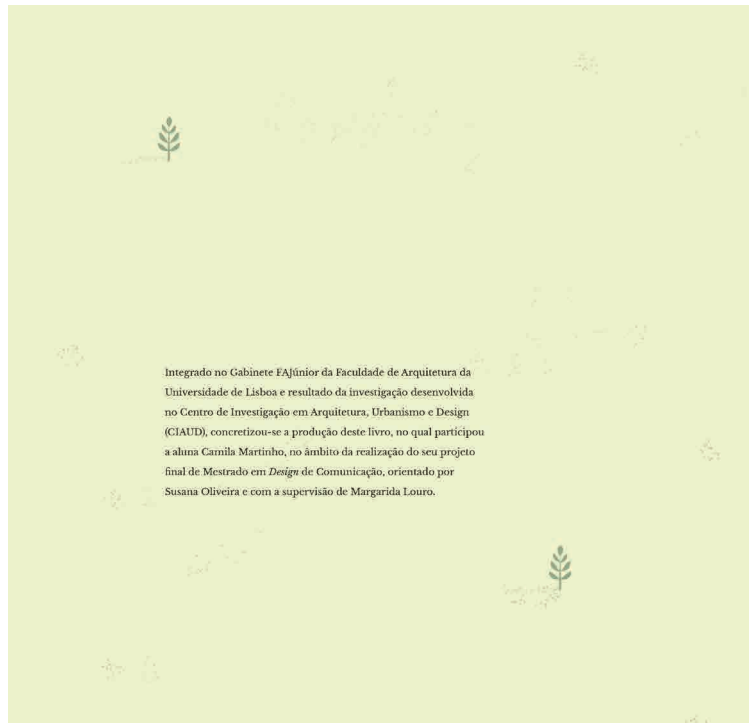 Integrado no Gabinete FAJúnior da Faculdade de Arquitetura da
Universidade de Lisboa e resultado da investigação desenvolvida
no Centro de Investigação em Arquitetura, Urbanismo e Design
(CIAUD), concretizou-se a produção deste livro, no qual participou
a aluna Camila Martinho, no âmbito da realização do seu projeto
final de Mestrado em Design de Comunicação, orientado por
Susana Oliveira e com a supervisão de Margarida Louro.